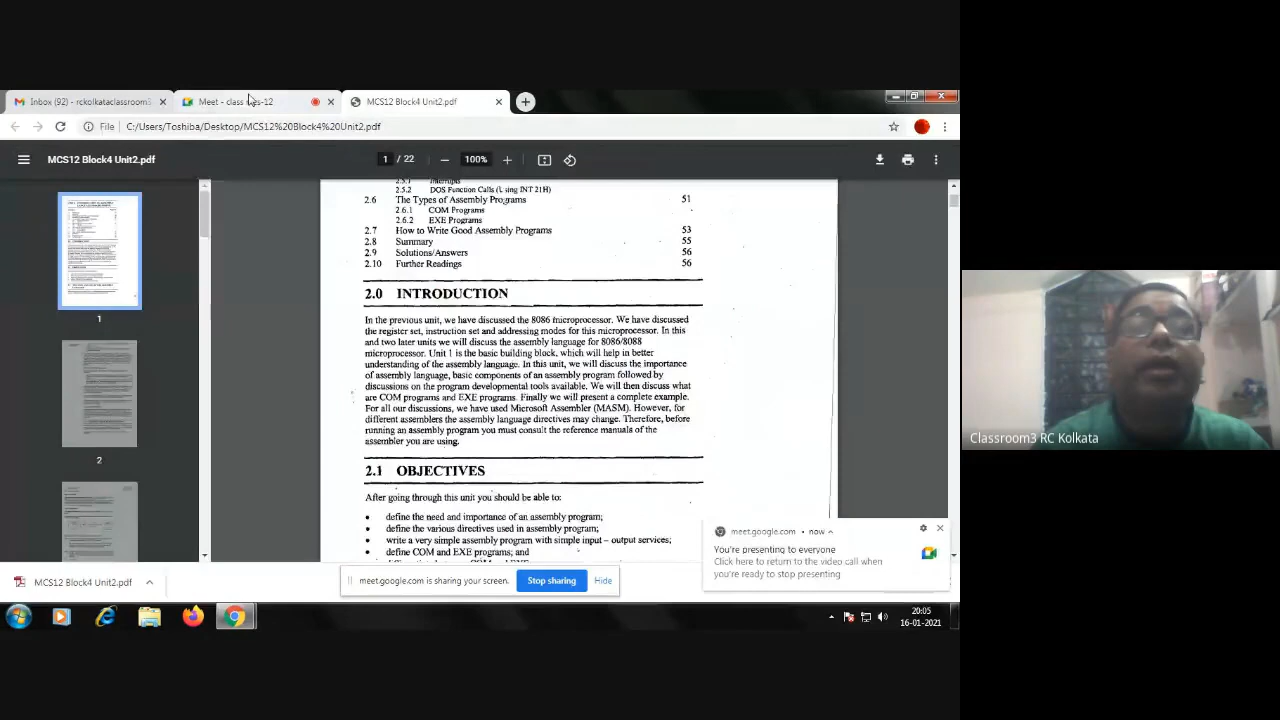 Inbox (92) - rckolkataclassroom3
Meet - class mcs-12
MCS12 Block4 Unit2.pdf
File
C:/Users/Toshiba/Desktop/MCS12%20Block4%20Unit2.pdf
MCS12 Block4 Unit2.pdf
1 / 22
100%
2.5.1 Interrupts
2.5.2 DOS Function Calls (Using INT 21H)
2.6 The Types of Assembly Programs 51
2.6.1 COM Programs
2.6.2 EXE Programs
2.7 How to Write Good Assembly Programs 53
2.8 Summary 55
2.9 Solutions/Answers 56
2.10 Further Readings 56
2.0 INTRODUCTION
In the previous unit, we have discussed the 8086 microprocessor. We have discussed
the register set, instruction set and addressing modes for this microprocessor. In this
and two later units we will discuss the assembly language for 8086/8088
microprocessor. Unit 1 is the basic building block, which will help in better
understanding of the assembly language. In this unit, we will discuss the importance
of assembly language, basic components of an assembly program followed by
discussions on the program developmental tools available. We will then discuss what
are COM programs and EXE programs. Finally we will present a complete example.
For all our discussions, we have used Microsoft Assembler (MASM). However, for
different assemblers the assembly language directives may change. Therefore, before
running an assembly program you must consult the reference manuals of the
assembler you are using.
2.1 OBJECTIVES
After going through this unit you should be able to:
• define the need and importance of an assembly program;
• define the various directives used in assembly program;
• write a very simple assembly program with simple input – output services;
• define COM and EXE programs; and
1
2
meet.google.com • now
You're presenting to everyone
Click here to return to the video call when
you're ready to stop presenting
MCS12 Block4 Unit2.pdf
meet.google.com is sharing your screen.
Stop sharing
Hide
20:05
16-01-2021
Classroom3 RC Kolkata